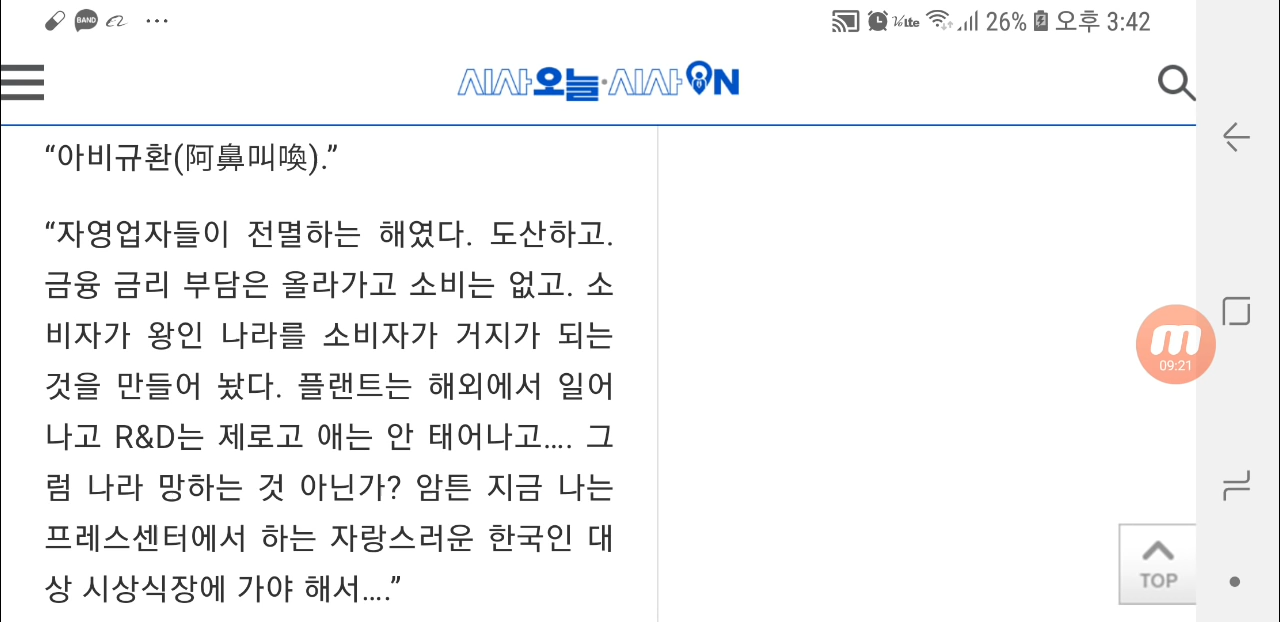 BAND
VLte
26%
오후 3:42
시사오늘·시사ON
“아비규환(阿鼻叫喚).”
“자영업자들이 전멸하는 해였다. 도산하고.
금융 금리 부담은 올라가고 소비는 없고. 소
비자가 왕인 나라를 소비자가 거지가 되는
것을 만들어 놨다. 플랜트는 해외에서 일어
나고 R&D는 제로고 애는 안 태어나고.... 그
럼 나라 망하는 것 아닌가? 암튼 지금 나는
프레스센터에서 하는 자랑스러운 한국인 대
상 시상식장에 가야 해서....”
m
09:21
TOP